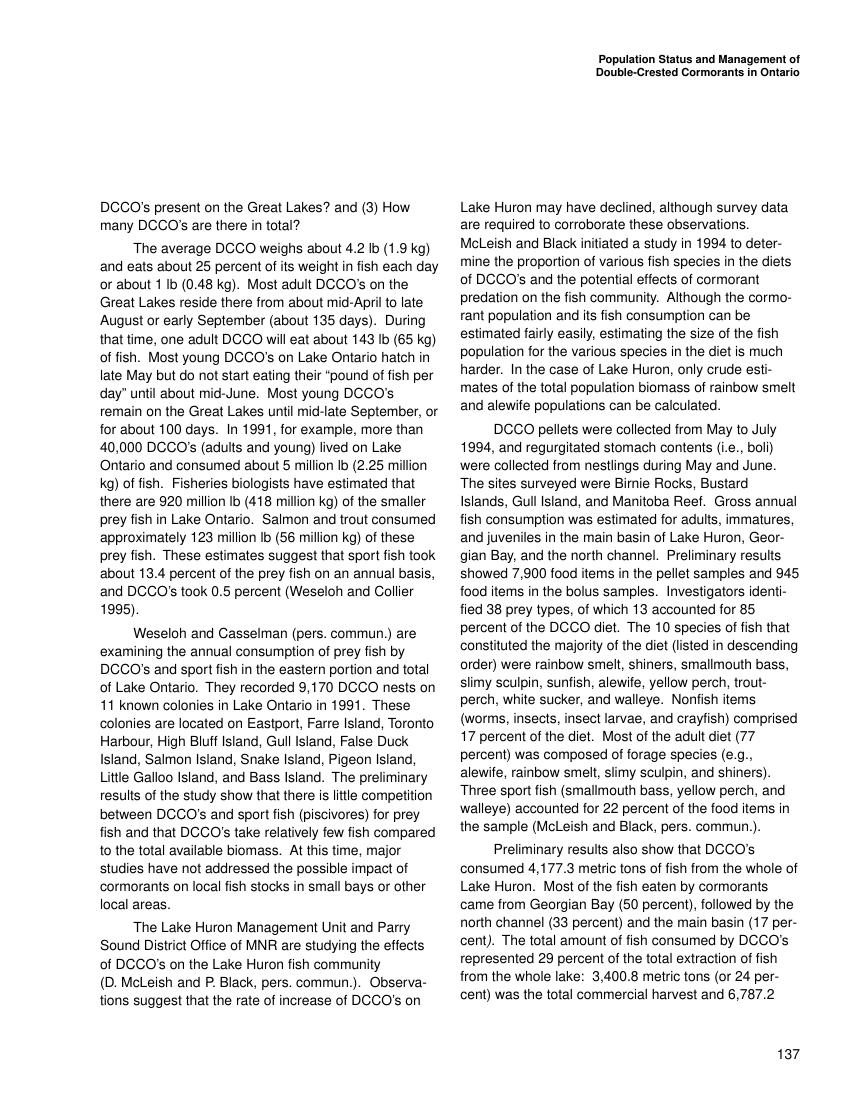 Population Status and Management of
Double-Crested Cormorants in Ontario
DCCO's present on the Great Lakes? and (3) How
many DCCO's are there in total?
The average DCCO weighs about 4.2 lb (1.9 kg)
and eats about 25 percent of its weight in fish each day
or about 1 lb (0.48 kg). Most adult DCCO's on the
Great Lakes reside there from about mid-April to late
August or early September (about 135 days). During
that time, one adult DCCO will eat about 143 lb (65 kg)
of fish. Most young DCCO's on Lake Ontario hatch in
late May but do not start eating their “pound of fish per
day” until about mid-June. Most young DCCO's
remain on the Great Lakes until mid-late September, or
for about 100 days. In 1991, for example, more than
40,000 DCCO's (adults and young) lived on Lake
Ontario and consumed about 5 million lb (2.25 million
kg) of fish. Fisheries biologists have estimated that
there are 920 million lb (418 million kg) of the smaller
prey fish in Lake Ontario. Salmon and trout consumed
approximately 123 million lb (56 million kg) of these
prey fish. These estimates suggest that sport fish took
about 13.4 percent of the prey fish on an annual basis,
and DCCO's took 0.5 percent (Weseloh and Collier
1995).
Weseloh and Casselman (pers. commun.) are
examining the annual consumption of prey fish by
DCCO's and sport fish in the eastern portion and total
of Lake Ontario. They recorded 9,170 DCCO nests on
11 known colonies in Lake Ontario in 1991. These
colonies are located on Eastport, Farre Island, Toronto
Harbour, High Bluff Island, Gull Island, False Duck
Island, Salmon Island, Snake Island, Pigeon Island,
Little Galloo Island, and Bass Island. The preliminary
results of the study show that there is little competition
between DCCO's and sport fish (piscivores) for prey
fish and that DCCO's take relatively few fish compared
to the total available biomass. At this time, major
studies have not addressed the possible impact of
cormorants on local fish stocks in small bays or other
local areas.
The Lake Huron Management Unit and Parry
Sound District Office of MNR are studying the effects
of DCCO's on the Lake Huron fish community
(D. McLeish and P. Black, pers. commun.). Observa-
tions suggest that the rate of increase of DCCO's on
Lake Huron may have declined, although survey data
are required to corroborate these observations.
McLeish and Black initiated a study in 1994 to deter-
mine the proportion of various fish species in the diets
of DCCO's and the potential effects of cormorant
predation on the fish community. Although the cormo-
rant population and its fish consumption can be
estimated fairly easily, estimating the size of the fish
population for the various species in the diet is much
harder. In the case of Lake Huron, only crude esti-
mates of the total population biomass of rainbow smelt
and alewife populations can be calculated.
DCCO pellets were collected from May to July
1994, and regurgitated stomach contents (i.e., boli)
were collected from nestlings during May and June.
The sites surveyed were Birnie Rocks, Bustard
Islands, Gull Island, and Manitoba Reef. Gross annual
fish consumption was estimated for adults, immatures,
and juveniles in the main basin of Lake Huron, Geor-
gian Bay, and the north channel. Preliminary results
showed 7,900 food items in the pellet samples and 945
food items in the bolus samples. Investigators identi-
fied 38 prey types, of which 13 accounted for 85
percent of the DCCO diet. The 10 species of fish that
constituted the majority of the diet (listed in descending
order) were rainbow smelt, shiners, smallmouth bass,
slimy sculpin, sunfish, alewife, yellow perch, trout-
perch, white sucker, and walleye. Nonfish items
(worms, insects, insect larvae, and crayfish) comprised
17 percent of the diet. Most of the adult diet (77
percent) was composed of forage species (e.g.,
alewife, rainbow smelt, slimy sculpin, and shiners).
Three sport fish (smallmouth bass, yellow perch, and
walleye) accounted for 22 percent of the food items in
the sample (McLeish and Black, pers. commun.).
Preliminary results also show that DCCO's
consumed 4,177.3 metric tons of fish from the whole of
Lake Huron. Most of the fish eaten by cormorants
came from Georgian Bay (50 percent), followed by the
north channel (33 percent) and the main basin (17 per-
cent). The total amount of fish consumed by DCCO's
represented 29 percent of the total extraction of fish
from the whole lake: 3,400.8 metric tons (or 24 per-
cent) was the total commercial harvest and 6,787.2
137